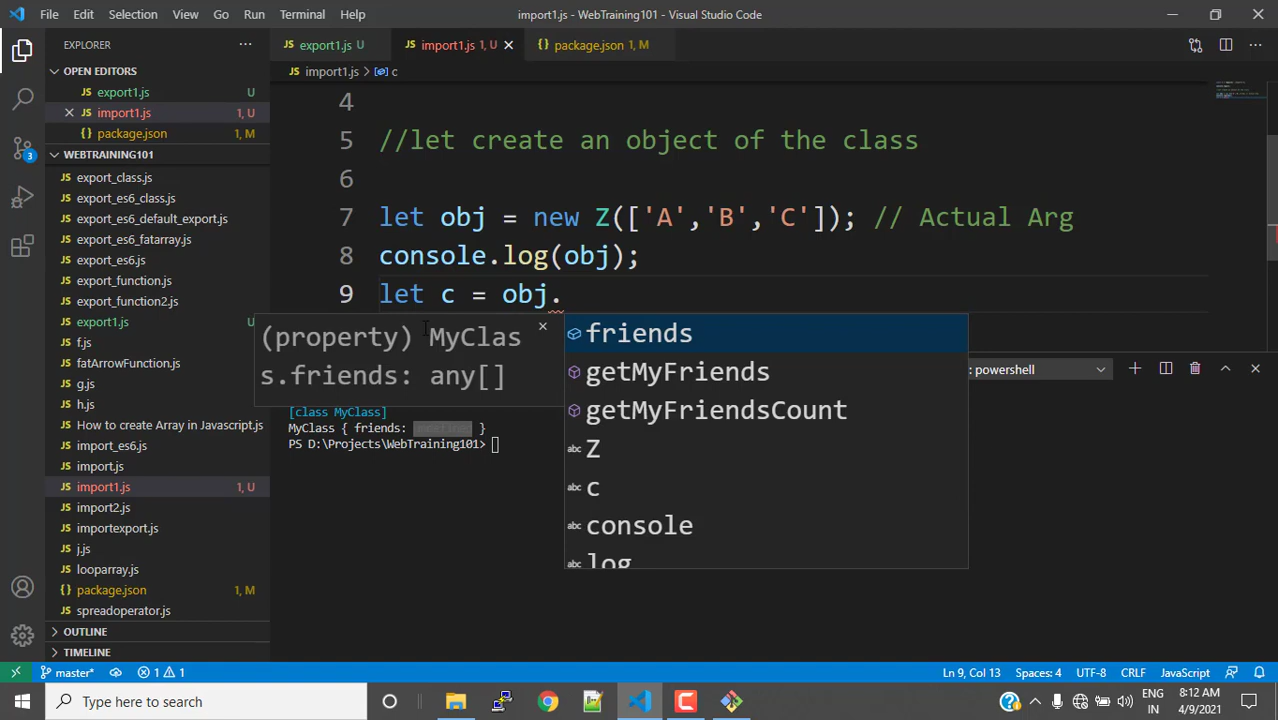 File Edit Selection View Go Run Terminal Help import1.js - WebTraining101 - Visual Studio Code
EXPLORER
export1.js U
import1.js 1, U
package.json 1, M
OPEN EDITORS
import1.js > c
export1.js U
import1.js 1, U
package.json 1, M
WEBTRAINING101
export_class.js
export_es6_class.js
export_es6_default_export.js
export_es6_fatarray.js
export_es6.js
export_function.js
export_function2.js
export1.js U
f.js
fatArrowFunction.js
g.js
h.js
How to create Array in Javascript.js
import_es6.js
import.js
import1.js 1, U
import2.js
importexport.js
j.js
looparray.js
package.json 1, M
spreadoperator.js
OUTLINE
TIMELINE
4
5 //let create an object of the class
6
7 let obj = new Z(['A','B','C']); // Actual Arg
8 console.log(obj);
9 let c = obj.
(property) MyClas
s.friends: any[]
friends
getMyFriends
getMyFriendsCount
Z
c
console
log
: powershell
[class MyClass]
MyClass { friends: undefined }
PS D:\Projects\WebTraining101>
3
master* 1 1 Ln 9, Col 13 Spaces: 4 UTF-8 CRLF JavaScript
Type here to search
ENG
IN
8:12 AM
4/9/2021